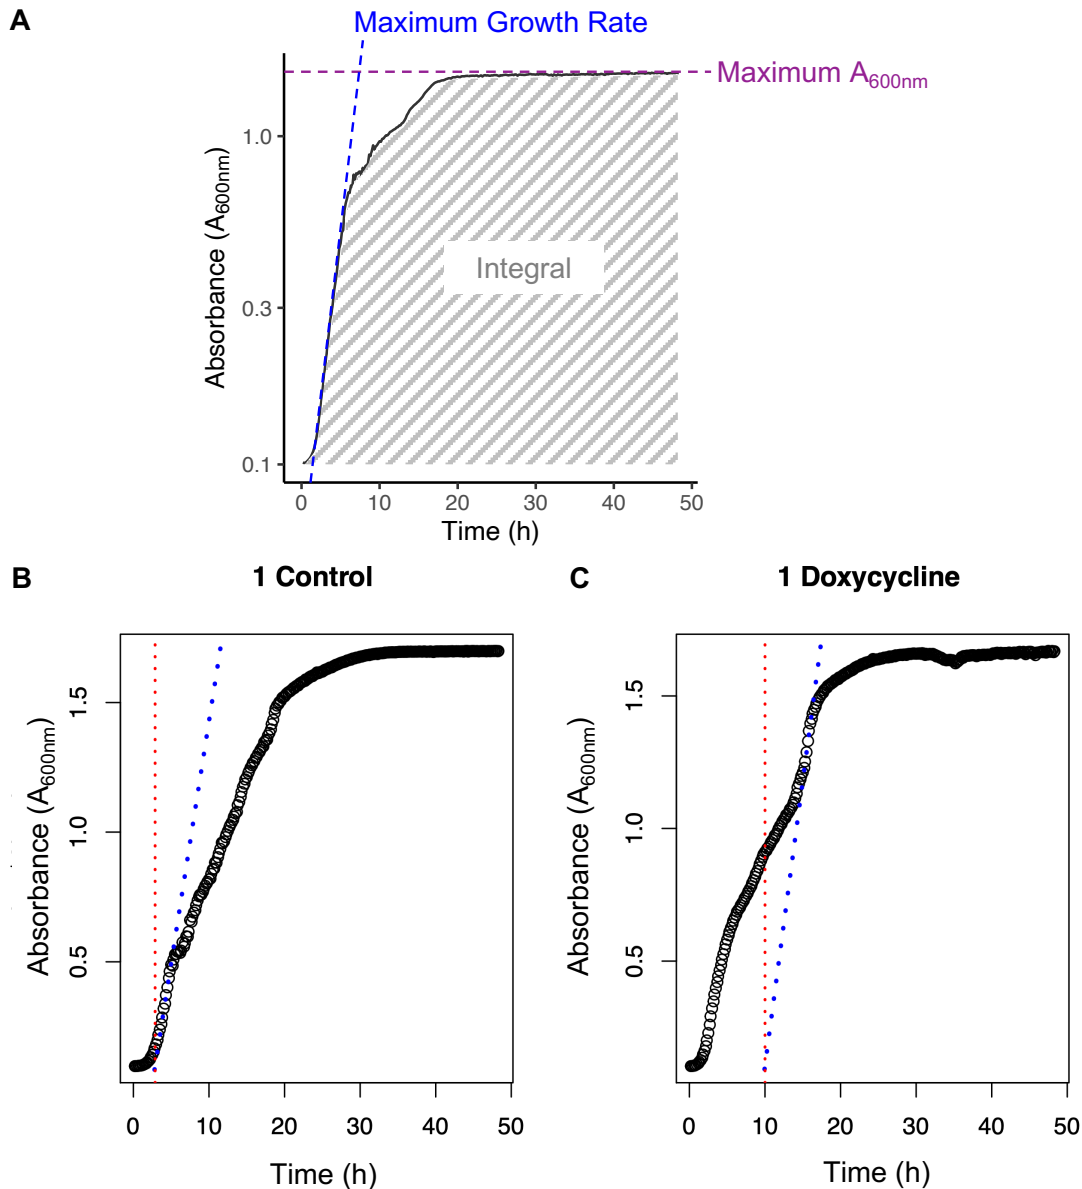 A
Maximum Growth Rate
Maximum A600nm
Absorbance (A600nm)
1.0
0.3
0.1
Integral
0 10 20 30 40 50
Time (h)
B
1 Control
Absorbance (A600nm)
1.5
1.0
0.5
0 10 20 30 40 50
Time (h)
C
1 Doxycycline
Absorbance (A600nm)
1.5
1.0
0.5
0 10 20 30 40 50
Time (h)